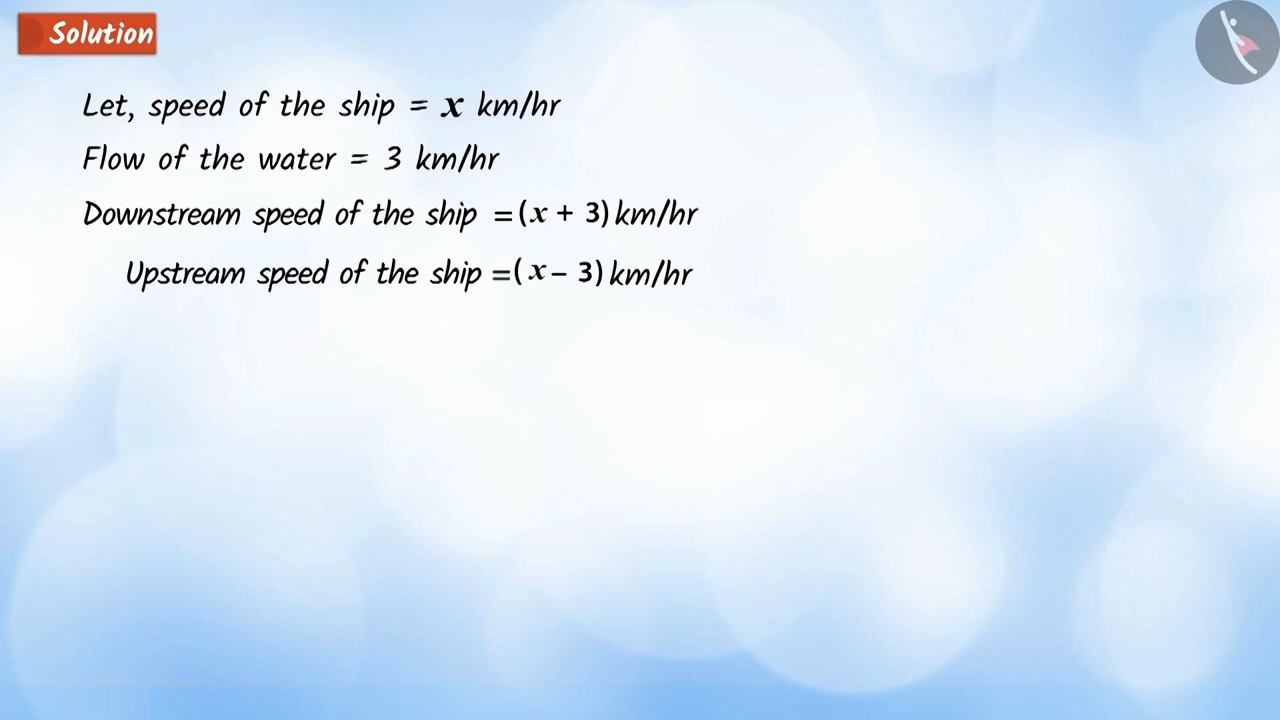 Solution
Let, speed of the ship = x km/hr
Flow of the water = 3 km/hr
Downstream speed of the ship = (x + 3) km/hr
Upstream speed of the ship = (x – 3) km/hr